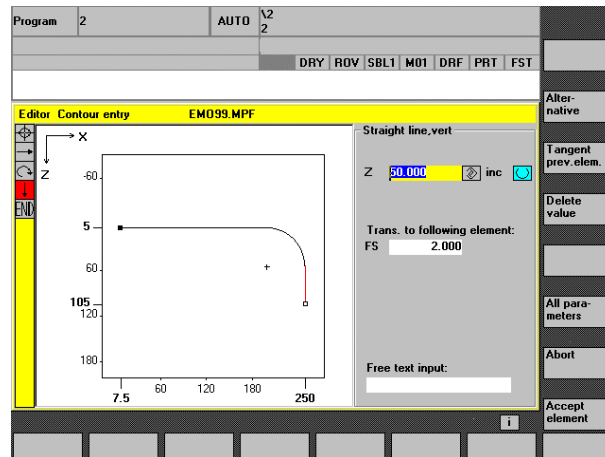 Program 2 AUTO \2
2
DRY ROV SBL1 M01 DRF PRT FST
Editor Contour entry EMO99.MPF
Alter-
native
Tangent
prev.elem.
Delete
value
All para-
meters
Abort
Accept
element
END
X
Z
-60
5
60
105
120
180
7.5 60 120 180 250
Straight line,vert
Z 50.000 inc
Trans. to following element:
FS 2.000
Free text input:
i